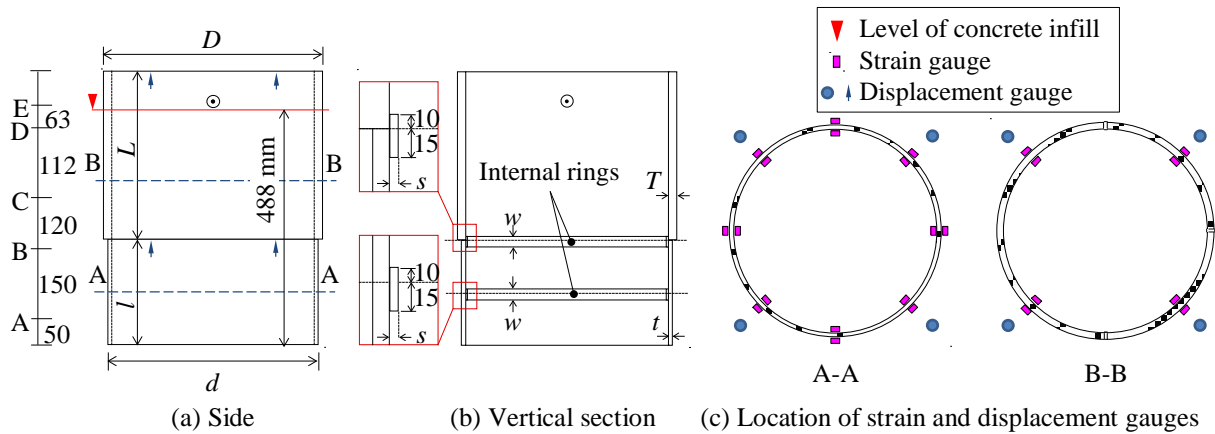 Level of concrete infill
Strain gauge
Displacement gauge
D
E
63
D
112
C
120
B
150
A
50
B
B
L
488 mm
A
A
l
d
10
15
s
10
15
s
Internal rings
T
w
w
t
A-A
B-B
(a) Side
(b) Vertical section
(c) Location of strain and displacement gauges